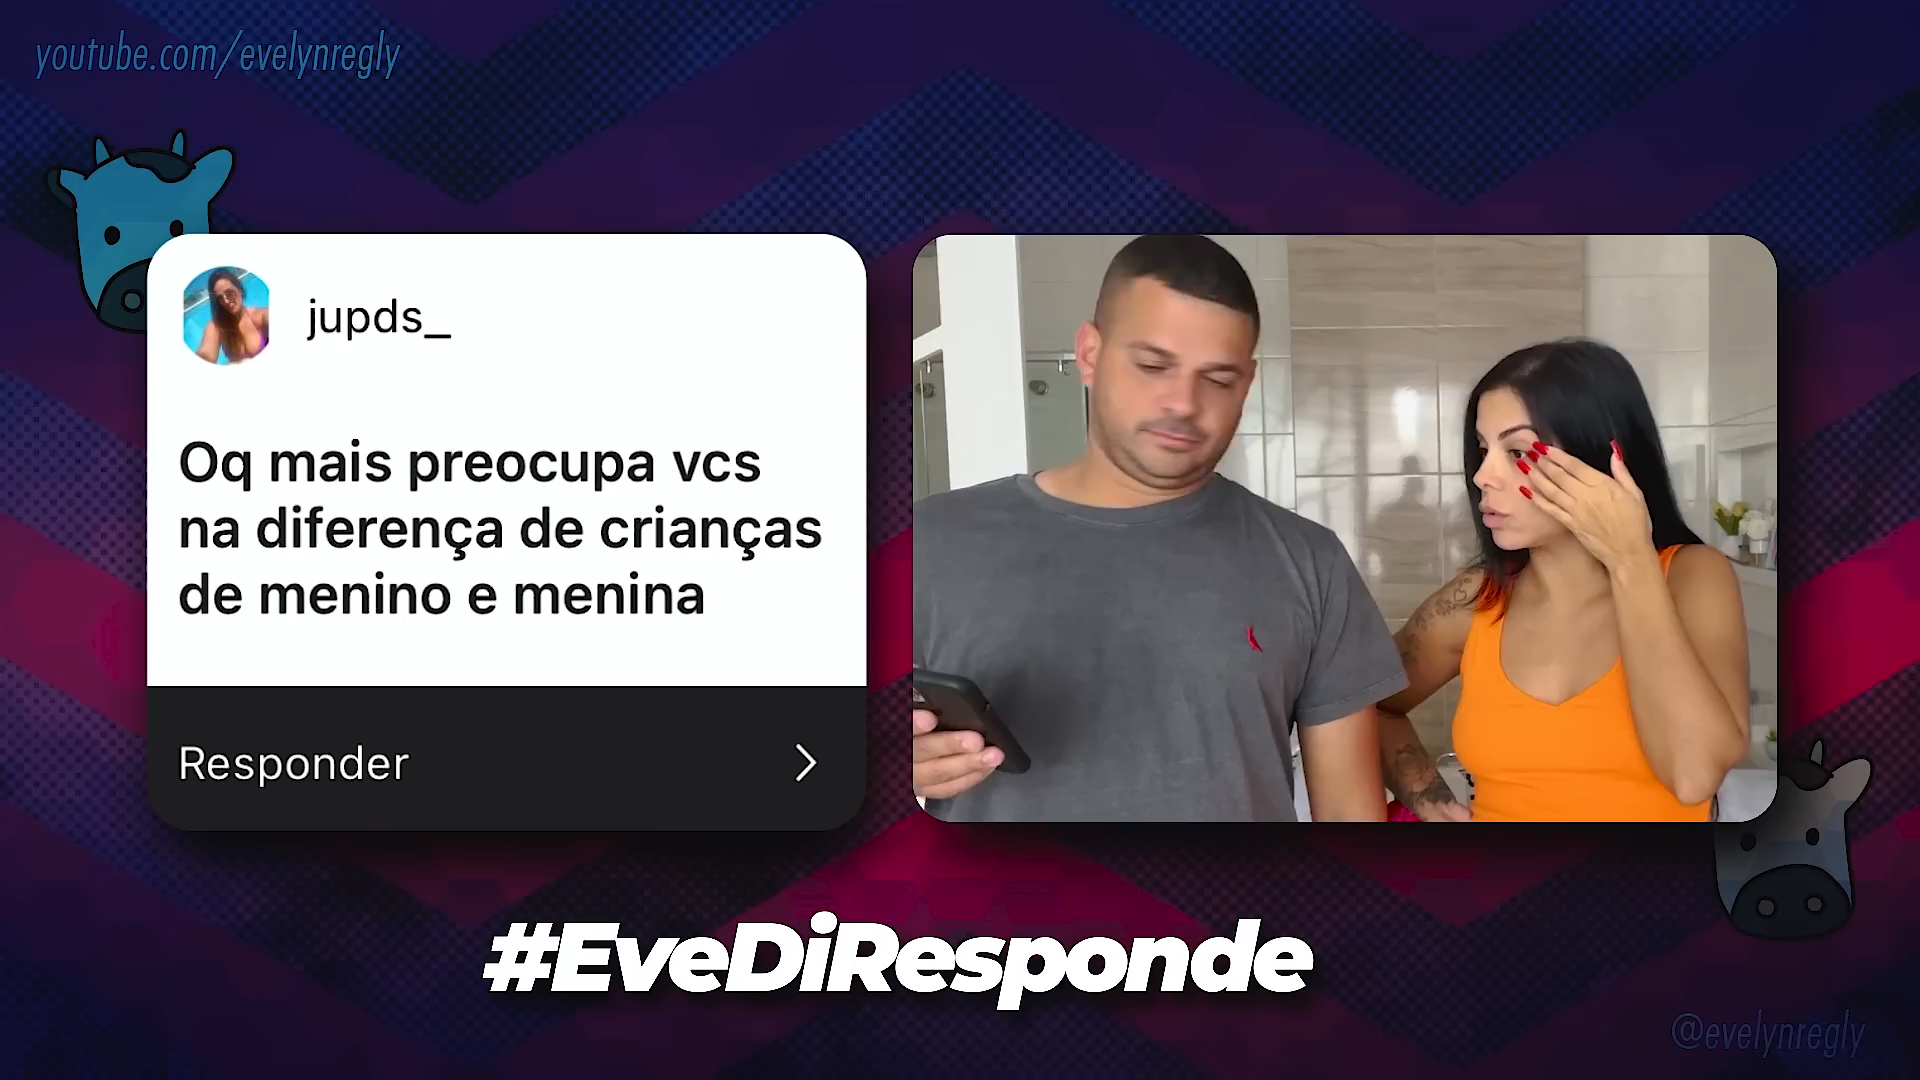 youtube.com/evelynregly
jupds_
Oq mais preocupa vcs
na diferença de crianças
de menino e menina
Responder
#EveDiResponde
@evelynregly